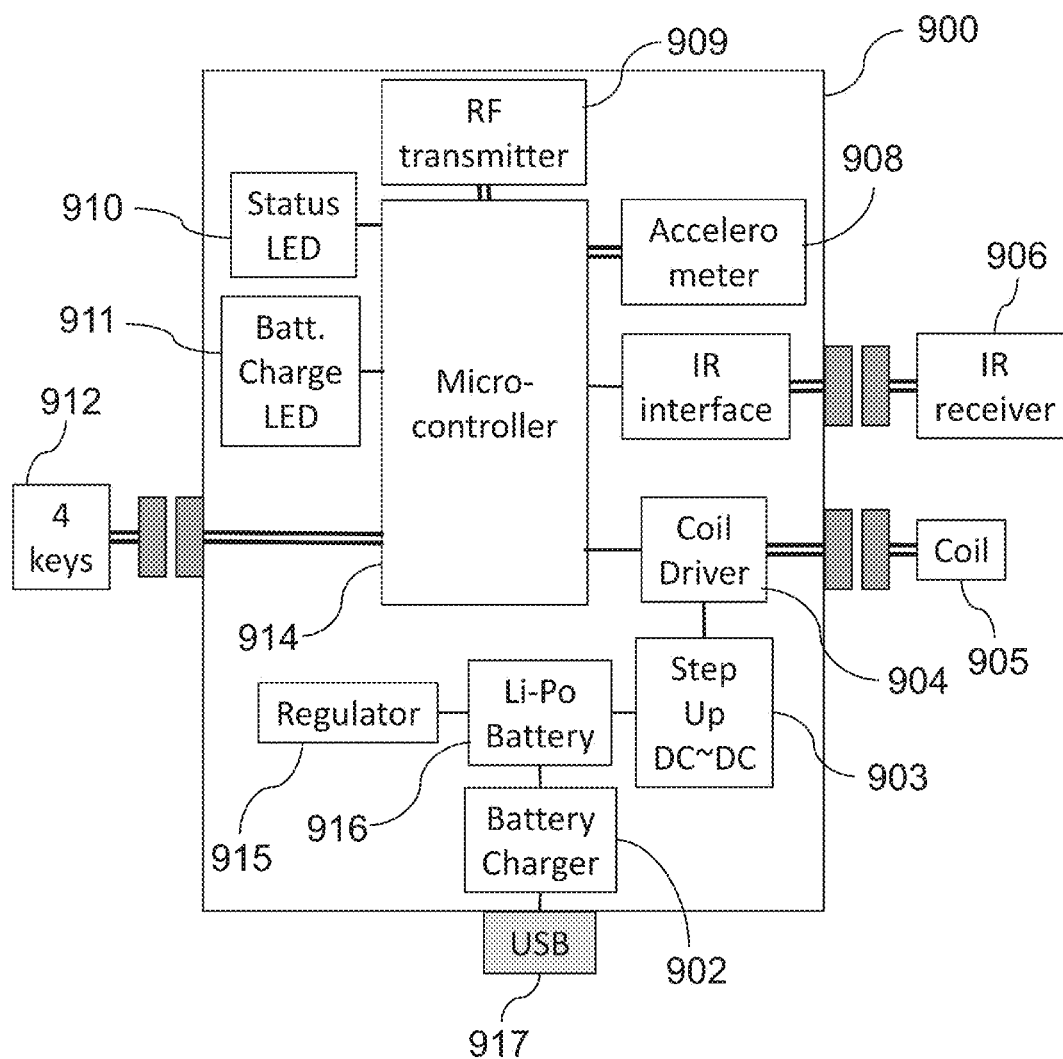 909
900
RF
transmitter
908
910
Status
LED
Accelero
meter
906
911
Batt.
Charge
LED
Micro-
controller
IR
interface
IR
receiver
912
4
keys
Coil
Driver
Coil
914
905
904
Regulator
Li-Po
Battery
Step
Up
DC~DC
903
916
915
Battery
Charger
902
USB
917